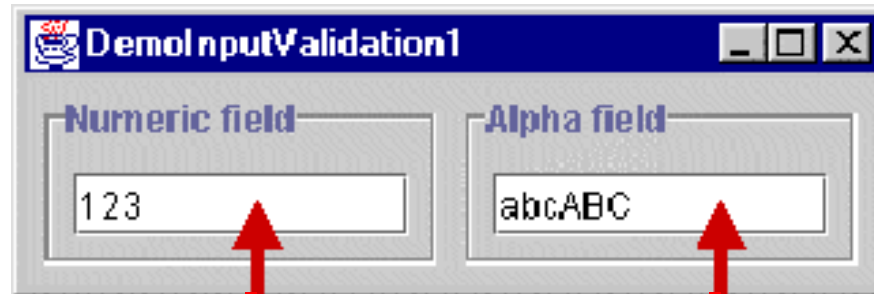 DemoInputValidation1
Numeric field
Alpha field
123
abcABC